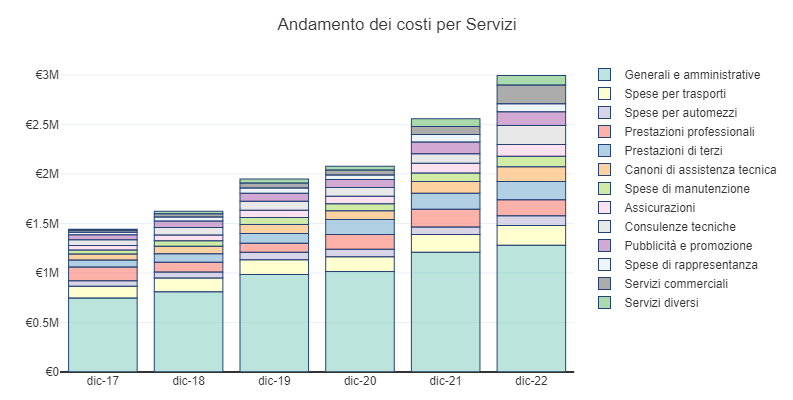 Andamento dei costi per Servizi
€3M
€2.5M
€2M
€1.5M
€1M
€0.5M
€0
dic-17
dic-18
dic-19
dic-20
dic-21
dic-22
Generali e amministrative
Spese per trasporti
Spese per automezzi
Prestazioni professionali
Prestazioni di terzi
Canoni di assistenza tecnica
Spese di manutenzione
Assicurazioni
Consulenze tecniche
Pubblicità e promozione
Spese di rappresentanza
Servizi commerciali
Servizi diversi